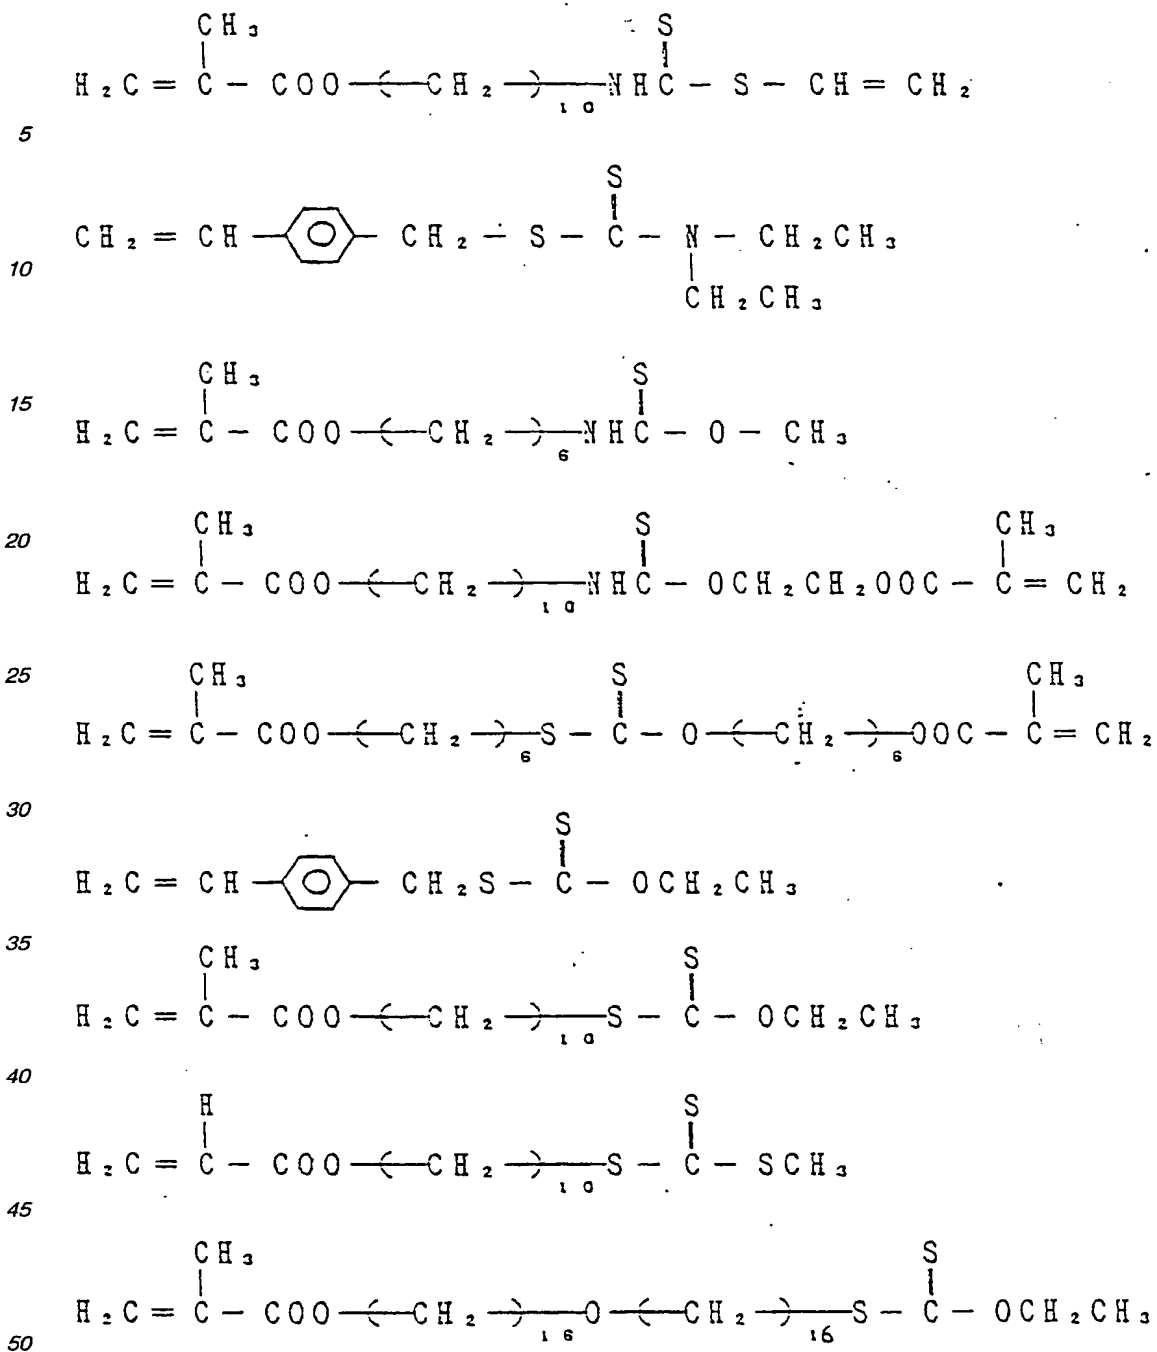 CH₃ S
H₂C=C-COO-(-CH₂-)₁₀-NHC-S-CH=CH₂
5
S
CH₂=CH- -CH₂-S-C-N-CH₂CH₃
10
CH₂CH₃
CH₃ S
15
H₂C=C-COO-(-CH₂-)₆-NHC-O-CH₃
CH₃ S CH₃
20
H₂C=C-COO-(-CH₂-)₁₀-NHC-OCH₂CH₂OOC-C=CH₂
25
CH₃ S CH₃
H₂C=C-COO-(-CH₂-)₆-S-C-O-(-CH₂-)₆-OOC-C=CH₂
30
S
H₂C=CH- -CH₂S-C-OCH₂CH₃
35
CH₃ S
H₂C=C-COO-(-CH₂-)₁₀-S-C-OCH₂CH₃
40
H S
H₂C=C-COO-(-CH₂-)₁₀-S-C-SCH₃
45
CH₃ S
H₂C=C-COO-(-CH₂-)₁₆-O-(-CH₂-)₁₆-S-C-OCH₂CH₃
50